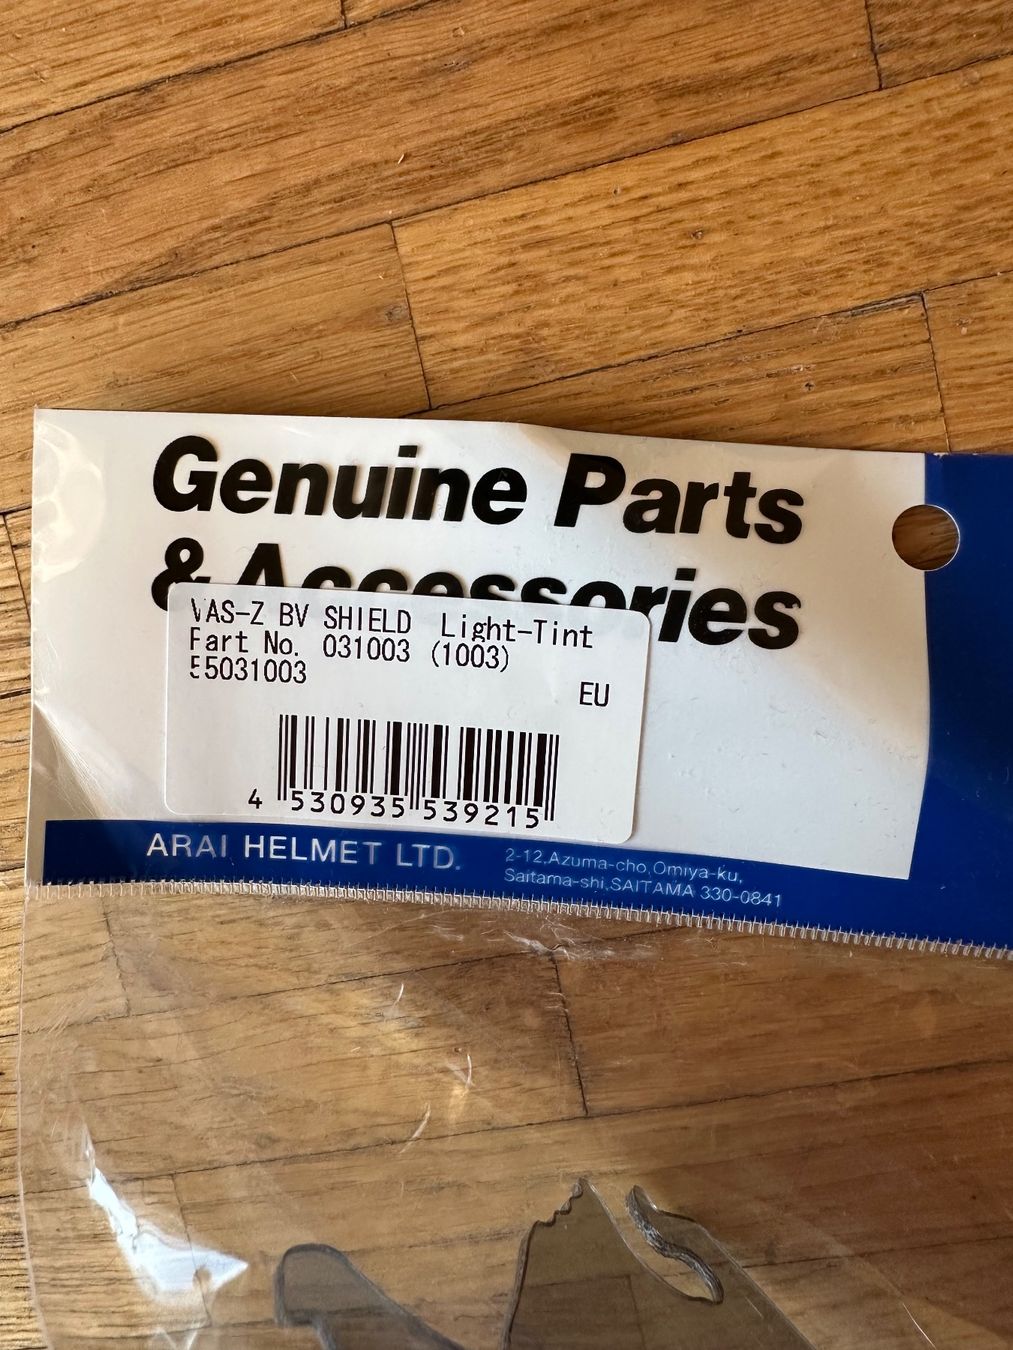 Genuine Parts
& Accessories
VAS-Z BV SHIELD Light-Tint
Part No. 031003 (1003)
55031003
EU
4 530935 539215
ARAI HELMET LTD.
2-12,Azuma-cho,Omiya-ku,
Saitama-shi,SAITAMA 330-0841